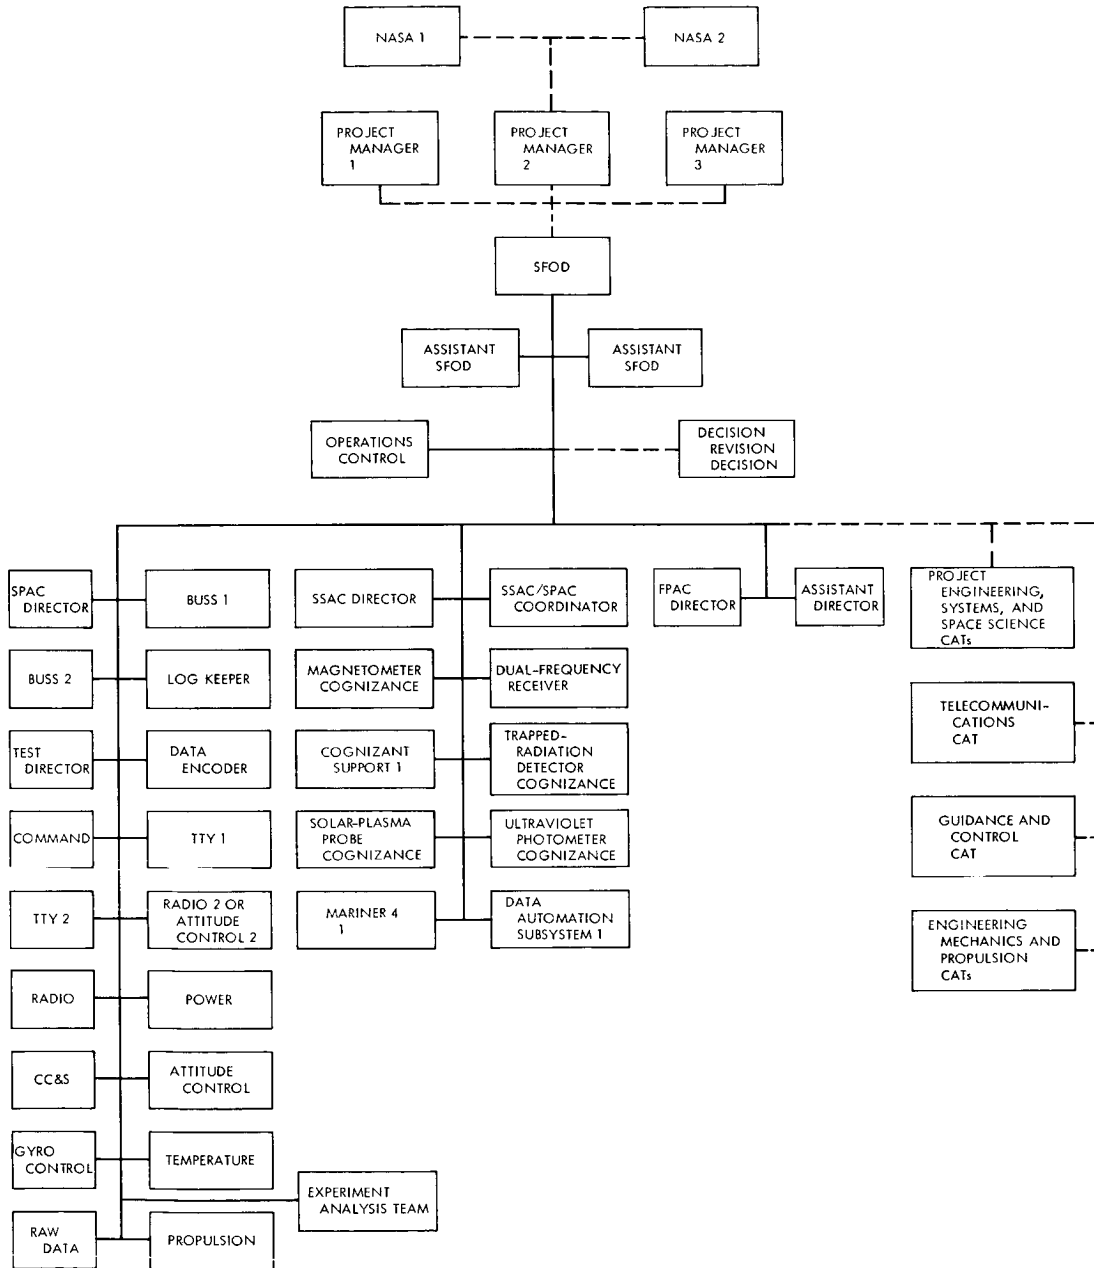 NASA 1
NASA 2
PROJECT
MANAGER
1
PROJECT
MANAGER
2
PROJECT
MANAGER
3
SFOD
ASSISTANT
SFOD
ASSISTANT
SFOD
OPERATIONS
CONTROL
DECISION
REVISION
DECISION
SPAC
DIRECTOR
BUSS 1
SSAC DIRECTOR
SSAC/SPAC
COORDINATOR
FPAC
DIRECTOR
ASSISTANT
DIRECTOR
PROJECT
ENGINEERING,
SYSTEMS, AND
SPACE SCIENCE
CATs
BUSS 2
LOG KEEPER
MAGNETOMETER
COGNIZANCE
DUAL-FREQUENCY
RECEIVER
TELECOMMUNI-
CATIONS
CAT
TEST
DIRECTOR
DATA
ENCODER
COGNIZANT
SUPPORT 1
TRAPPED-
RADIATION
DETECTOR
COGNIZANCE
COMMAND
TTY 1
SOLAR-PLASMA
PROBE
COGNIZANCE
ULTRAVIOLET
PHOTOMETER
COGNIZANCE
GUIDANCE AND
CONTROL
CAT
TTY 2
RADIO 2 OR
ATTITUDE
CONTROL 2
MARINER 4
1
DATA
AUTOMATION
SUBSYSTEM 1
ENGINEERING
MECHANICS AND
PROPULSION
CATs
RADIO
POWER
CC&S
ATTITUDE
CONTROL
GYRO
CONTROL
TEMPERATURE
EXPERIMENT
ANALYSIS TEAM
RAW
DATA
PROPULSION